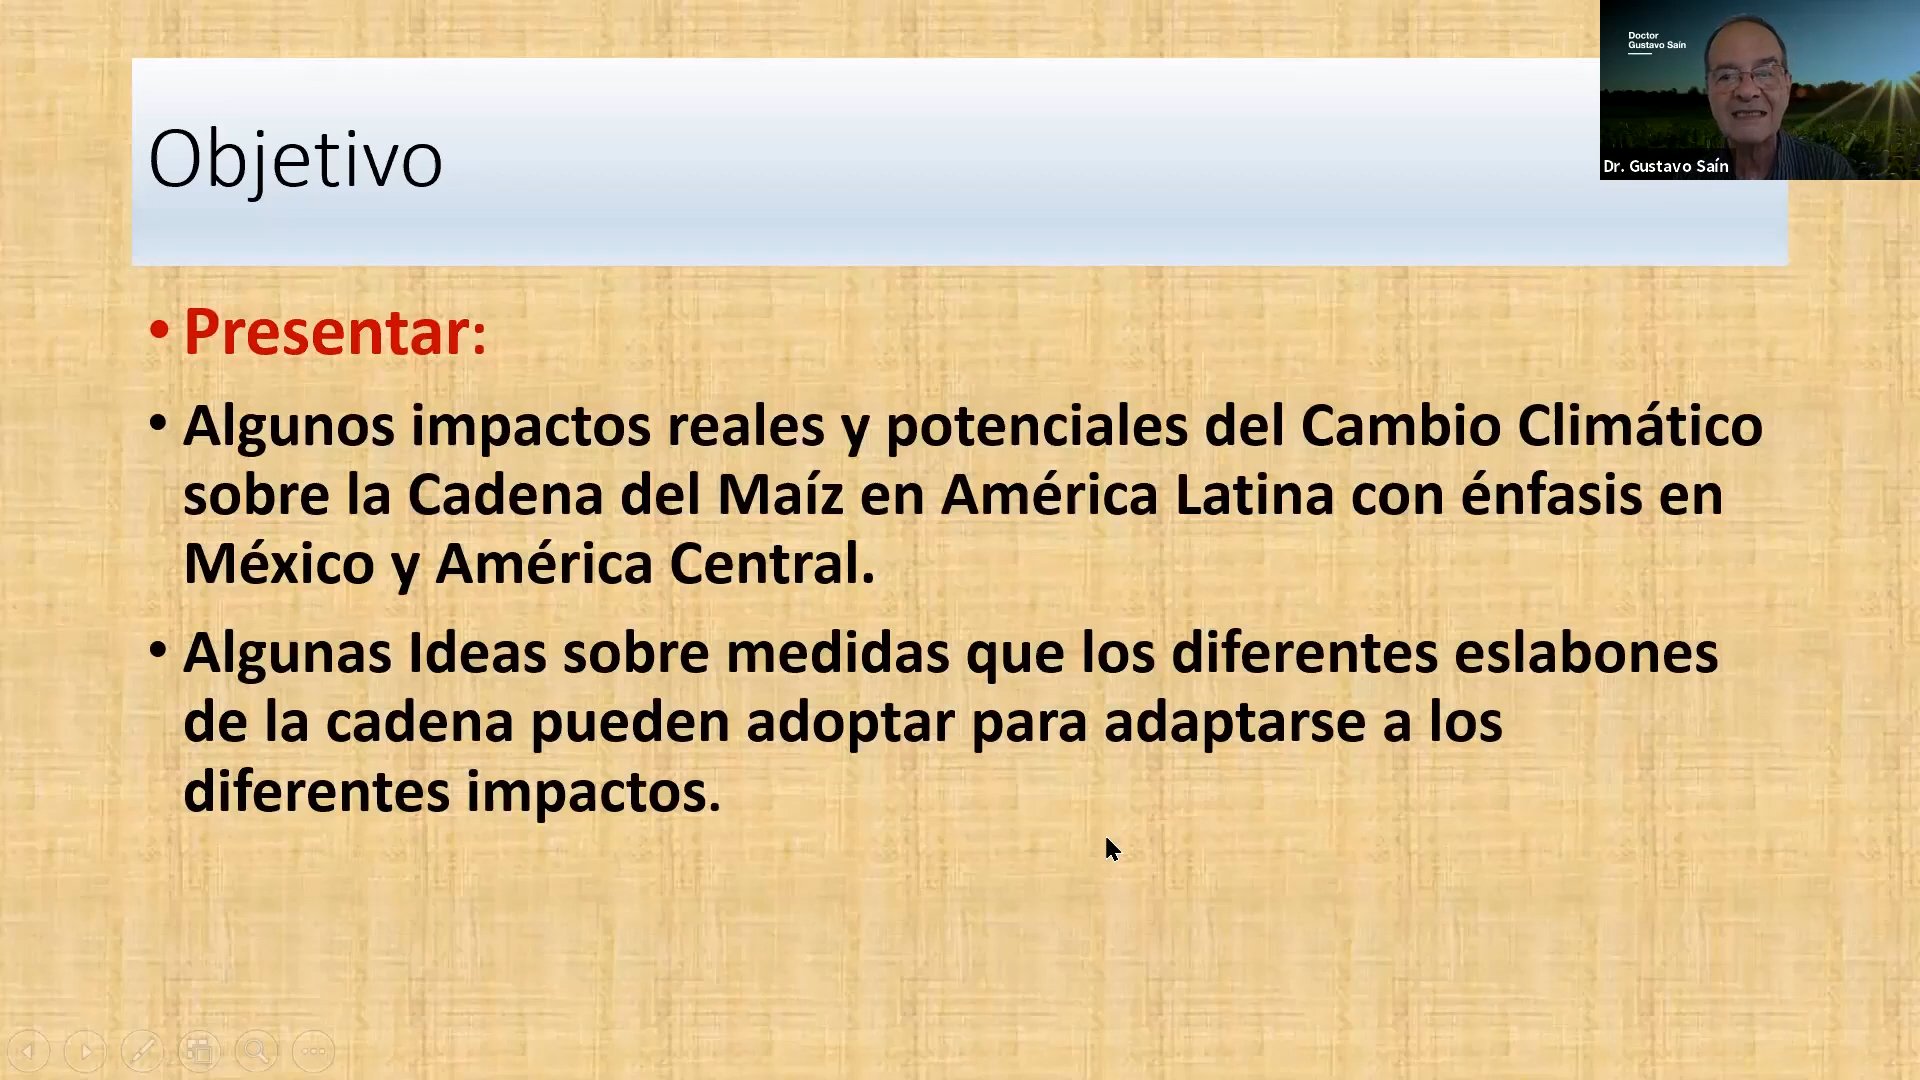 Objetivo
Doctor
Gustavo Saín
Dr. Gustavo Saín
• Presentar:
• Algunos impactos reales y potenciales del Cambio Climático
sobre la Cadena del Maíz en América Latina con énfasis en
México y América Central.
• Algunas Ideas sobre medidas que los diferentes eslabones
de la cadena pueden adoptar para adaptarse a los
diferentes impactos.